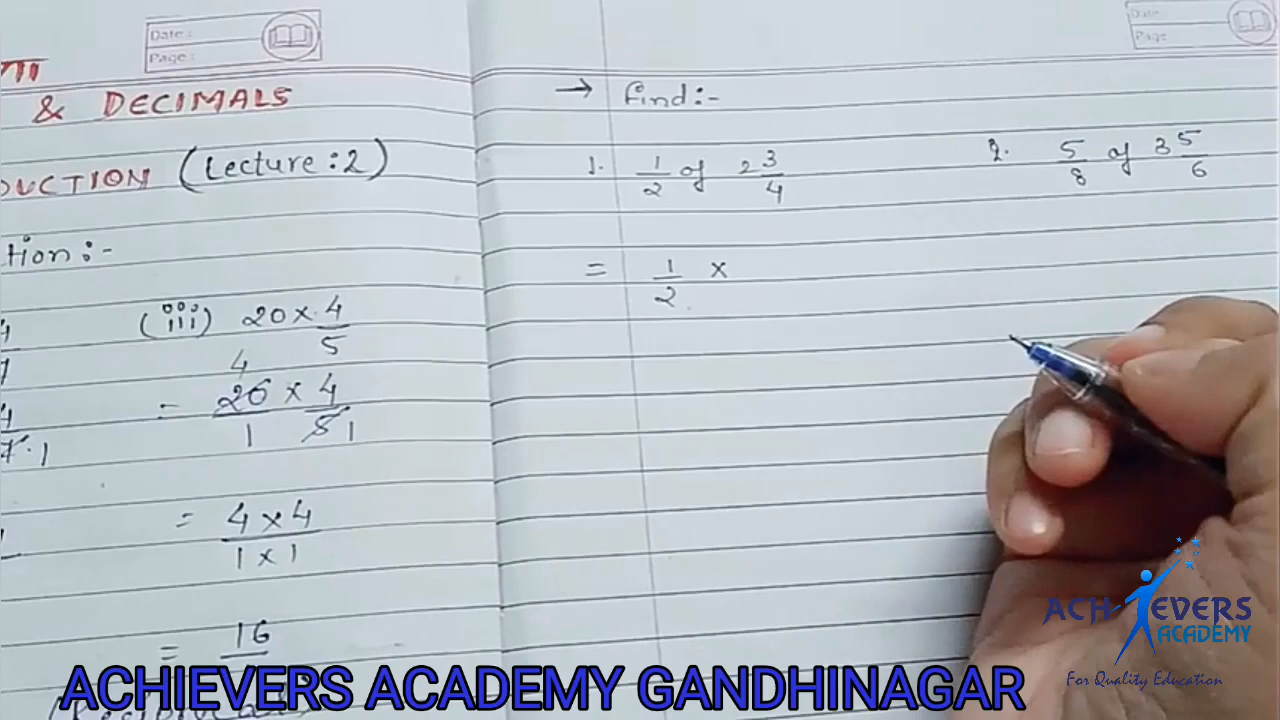 Date :
Page :
& DECIMALS
DUCTION (Lecture : 2)
tion :-
(iii) 20 × 4/5
= 20/1 × 4/5 1
4
= 4 × 4 / 1 × 1
= 16
Date :
Page :
→ find :-
1. 1/2 of 2 3/4
2. 5/8 of 3 5/6
= 1/2 ×
ACHIEVERS
ACADEMY
For Quality Education
ACHIEVERS ACADEMY GANDHINAGAR